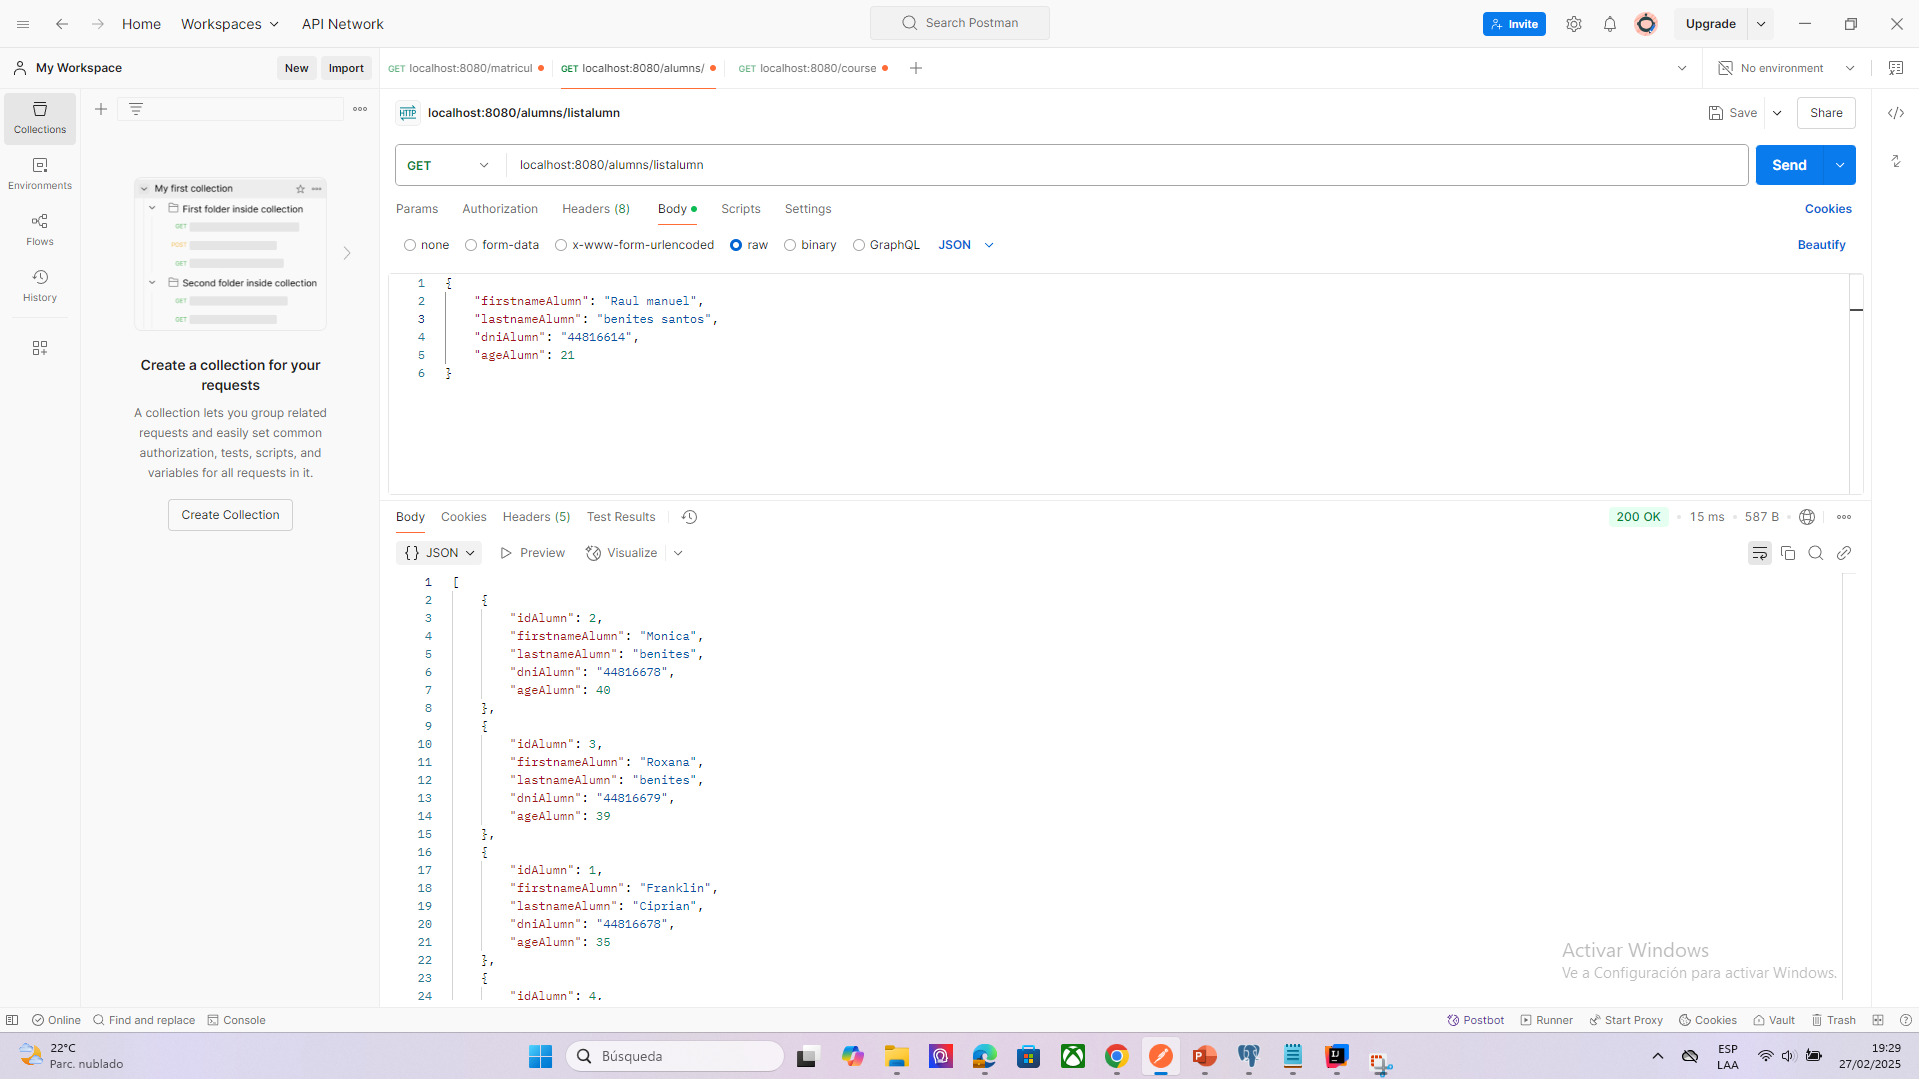 Home Workspaces API Network Search Postman Invite Upgrade
My Workspace New Import GET localhost:8080/matricul GET localhost:8080/alumns/ GET localhost:8080/course No environment
Collections
Environments
Flows
History
My first collection
First folder inside collection
GET
POST
GET
Second folder inside collection
GET
GET
Create a collection for your
requests
A collection lets you group related
requests and easily set common
authorization, tests, scripts, and
variables for all requests in it.
Create Collection
HTTP localhost:8080/alumns/listalumn Save Share
GET localhost:8080/alumns/listalumn Send
Params Authorization Headers (8) Body Scripts Settings Cookies
none form-data x-www-form-urlencoded raw binary GraphQL JSON Beautify
1 {
2 "firstnameAlumn": "Raul manuel",
3 "lastnameAlumn": "benites santos",
4 "dniAlumn": "44816614",
5 "ageAlumn": 21
6 }
Body Cookies Headers (5) Test Results 200 OK 15 ms 587 B
{} JSON Preview Visualize
1 [
2 {
3 "idAlumn": 2,
4 "firstnameAlumn": "Monica",
5 "lastnameAlumn": "benites",
6 "dniAlumn": "44816678",
7 "ageAlumn": 40
8 },
9 {
10 "idAlumn": 3,
11 "firstnameAlumn": "Roxana",
12 "lastnameAlumn": "benites",
13 "dniAlumn": "44816679",
14 "ageAlumn": 39
15 },
16 {
17 "idAlumn": 1,
18 "firstnameAlumn": "Franklin",
19 "lastnameAlumn": "Ciprian",
20 "dniAlumn": "44816678",
21 "ageAlumn": 35
22 },
23 {
24 "idAlumn": 4,
Activar Windows
Ve a Configuración para activar Windows.
Online Find and replace Console Postbot Runner Start Proxy Cookies Vault Trash
22°C
Parc. nublado
Búsqueda
ESP
LAA
19:29
27/02/2025